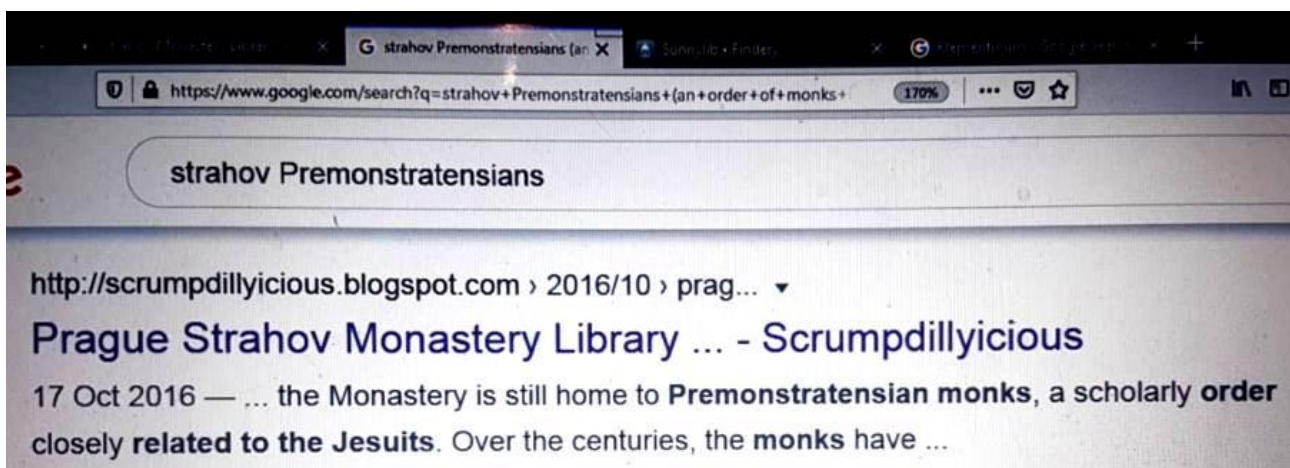 strahov Premonstratensians (an
https://www.google.com/search?q=strahov+Premonstratensians+(an+order+of+monks+
170%
strahov Premonstratensians
http://scrumpdillyicious.blogspot.com › 2016/10 › prag...
Prague Strahov Monastery Library ... - Scrumpdillyicious
17 Oct 2016 — ... the Monastery is still home to Premonstratensian monks, a scholarly order
closely related to the Jesuits. Over the centuries, the monks have ...